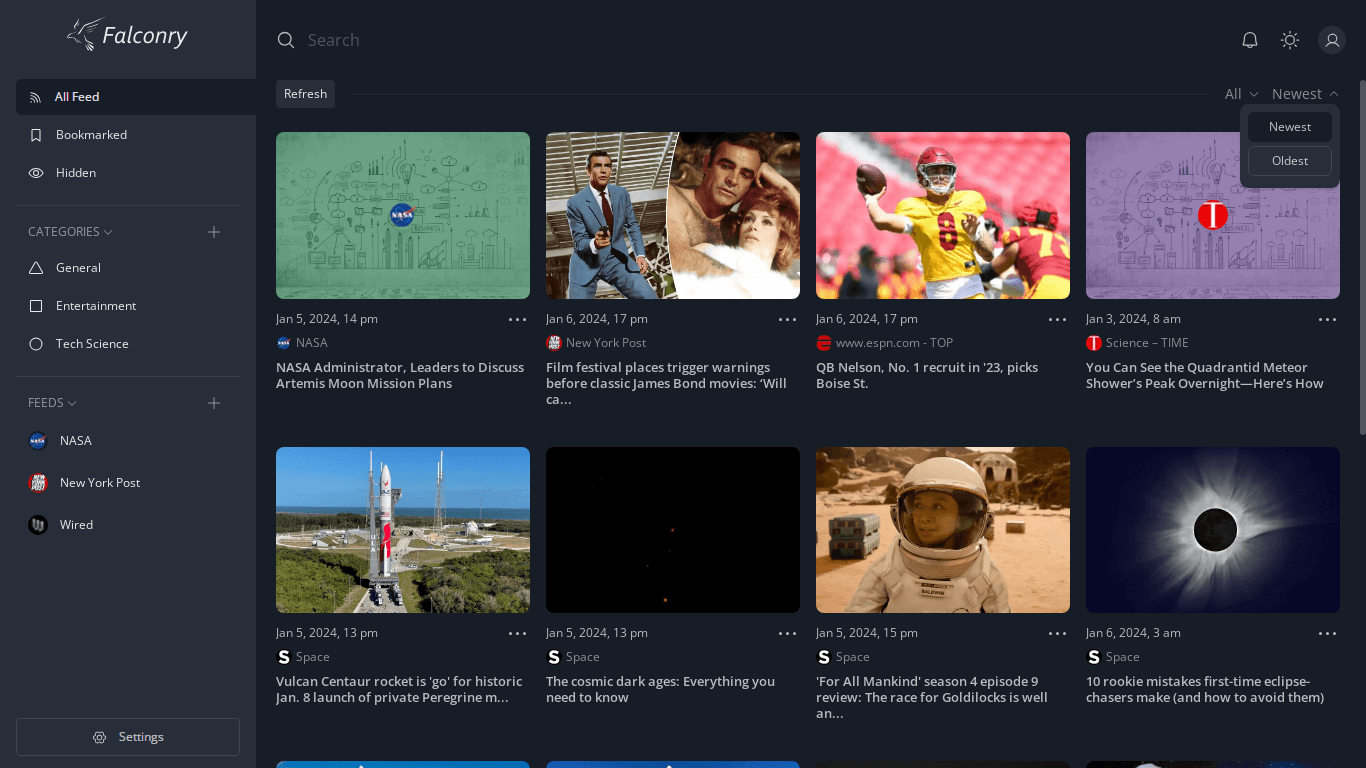 Falconry
Search
All Feed
Bookmarked
Hidden
CATEGORIES
General
Entertainment
Tech Science
FEEDS
NASA
New York Post
Wired
Settings
Refresh
All
Newest
Newest
Oldest
NASA
Jan 5, 2024, 14 pm
NASA
NASA Administrator, Leaders to Discuss
Artemis Moon Mission Plans
8
Jan 6, 2024, 17 pm
New York Post
Film festival places trigger warnings
before classic James Bond movies: ‘Will
ca...
Jan 6, 2024, 17 pm
www.espn.com - TOP
QB Nelson, No. 1 recruit in '23, picks
Boise St.
T
Jan 3, 2024, 8 am
Science – TIME
You Can See the Quadrantid Meteor
Shower’s Peak Overnight—Here’s How
Jan 5, 2024, 13 pm
Space
Vulcan Centaur rocket is 'go' for historic
Jan. 8 launch of private Peregrine m...
Jan 5, 2024, 13 pm
Space
The cosmic dark ages: Everything you
need to know
BALDWIN
Jan 5, 2024, 15 pm
Space
'For All Mankind' season 4 episode 9
review: The race for Goldilocks is well
an...
Jan 6, 2024, 3 am
Space
10 rookie mistakes first-time eclipse-
chasers make (and how to avoid them)